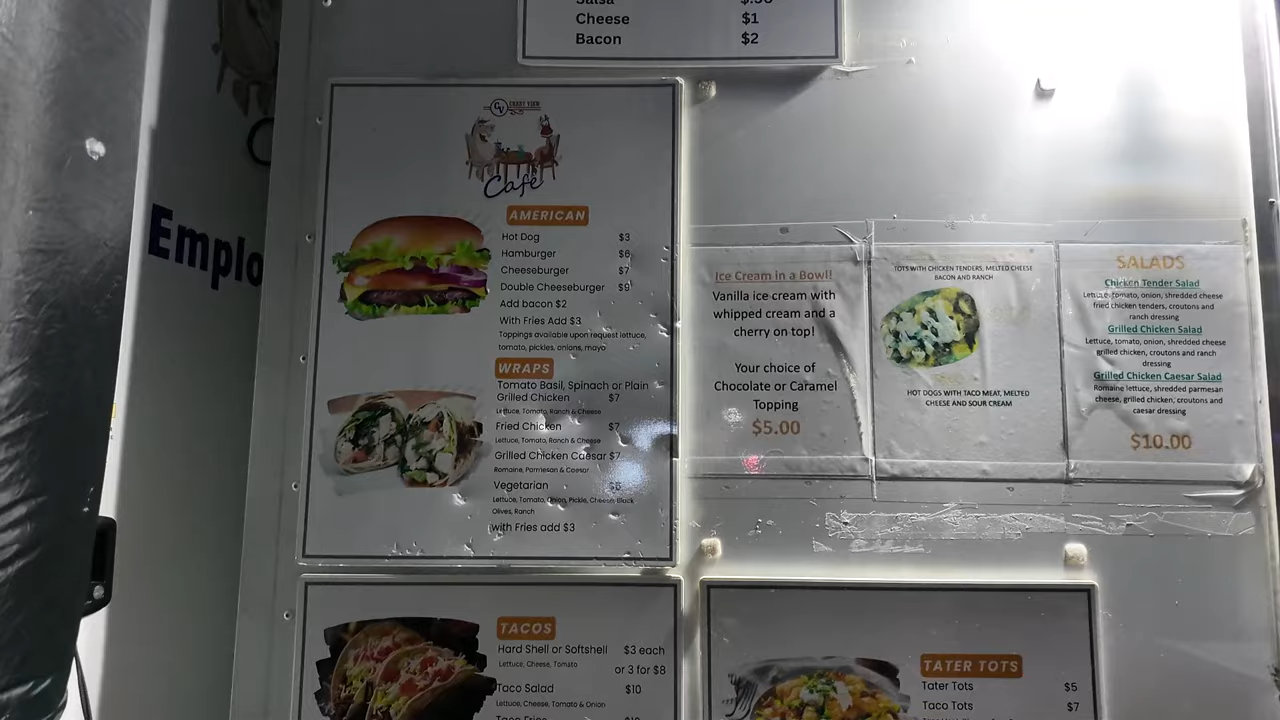 Cheese $1
Bacon $2
Emplo
CV
Café
AMERICAN
Hot Dog $3
Hamburger $6
Cheeseburger $7
Double Cheeseburger $9
Add bacon $2
With Fries Add $3
Toppings available upon request lettuce,
tomato, pickles, onions, mayo
WRAPS
Tomato Basil, Spinach or Plain
Grilled Chicken $7
Lettuce, Tomato, Ranch & Cheese
Fried Chicken $7
Lettuce, Tomato, Ranch & Cheese
Grilled Chicken Caesar $7
Romaine, Parmesan & Caesar
Vegetarian
Lettuce, Tomato, Onion, Pickle, Cheese, Black
Olives, Ranch
with Fries add $3
Ice Cream in a Bowl!
Vanilla ice cream with
whipped cream and a
cherry on top!
Your choice of
Chocolate or Caramel
Topping
$5.00
TOTS WITH CHICKEN TENDERS, MELTED CHEESE
BACON AND RANCH
HOT DOGS WITH TACO MEAT, MELTED
CHEESE AND SOUR CREAM
SALADS
Chicken Tender Salad
Lettuce, tomato, onion, shredded cheese
fried chicken tenders, croutons and
ranch dressing
Grilled Chicken Salad
Lettuce, tomato, onion, shredded cheese
grilled chicken, croutons and ranch
dressing
Grilled Chicken Caesar Salad
Romaine lettuce, shredded parmesan
cheese, grilled chicken, croutons and
caesar dressing
$10.00
TACOS
Hard Shell or Softshell $3 each
Lettuce, Cheese, Tomato or 3 for $8
Taco Salad $10
Lettuce, Cheese, Tomato & Onion
TATER TOTS
Tater Tots $5
Taco Tots $7